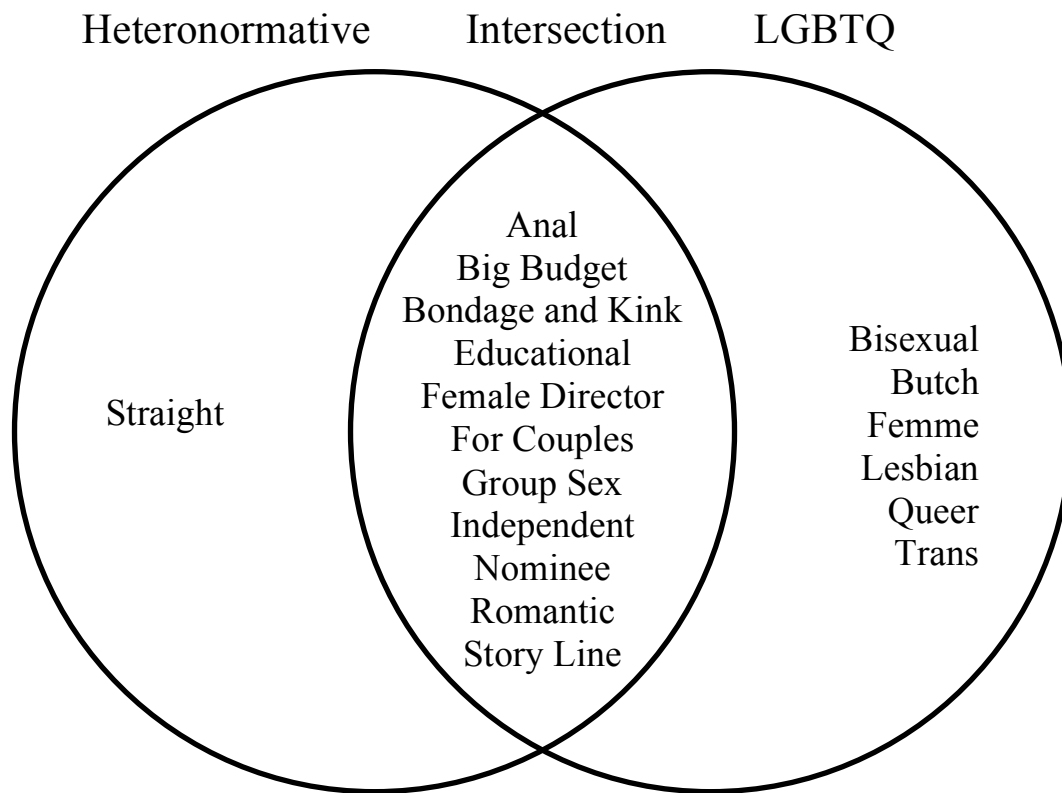 Heteronormative Intersection LGBTQ
Anal
Big Budget
Bondage and Kink
Educational
Female Director
For Couples
Group Sex
Independent
Nominee
Romantic
Story Line
Straight
Bisexual
Butch
Femme
Lesbian
Queer
Trans